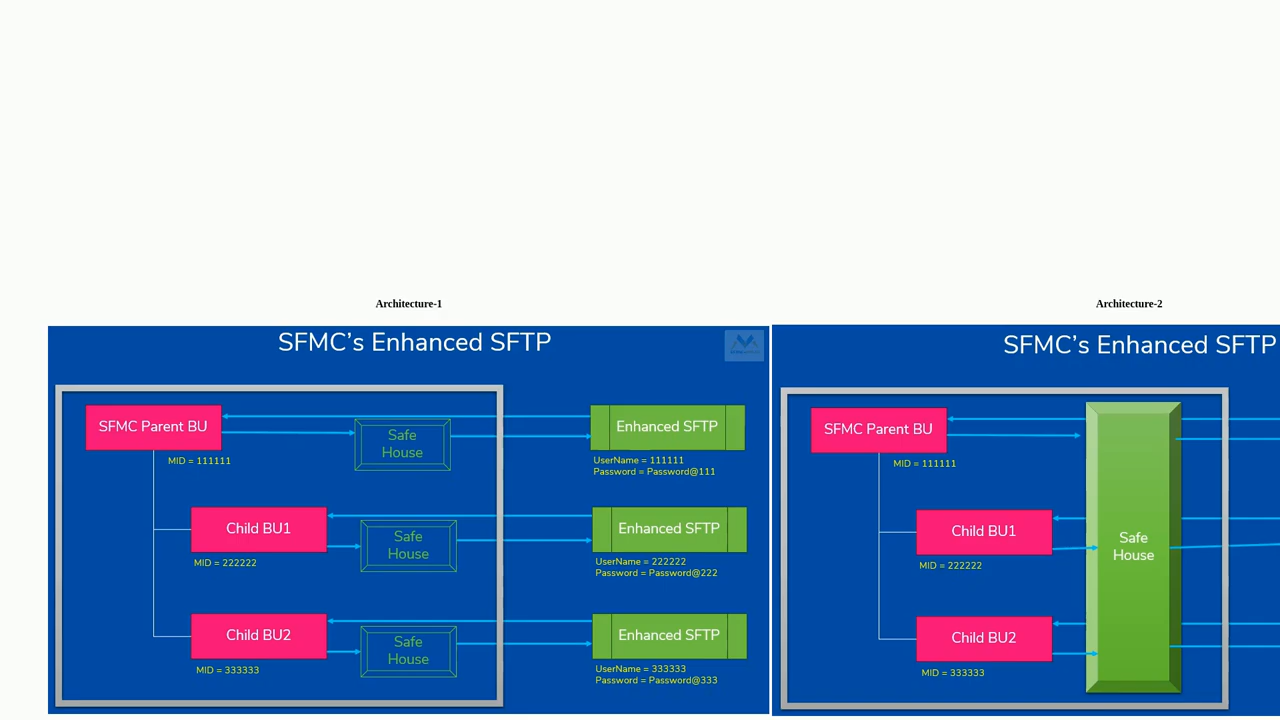 Architecture-1
SFMC's Enhanced SFTP
SFMC Parent BU
MID = 111111
Safe
House
Enhanced SFTP
UserName = 111111
Password = Password@111
Child BU1
MID = 222222
Safe
House
Enhanced SFTP
UserName = 222222
Password = Password@222
Child BU2
MID = 333333
Safe
House
Enhanced SFTP
UserName = 333333
Password = Password@333
Architecture-2
SFMC's Enhanced SFTP
SFMC Parent BU
MID = 111111
Child BU1
MID = 222222
Child BU2
MID = 333333
Safe
House